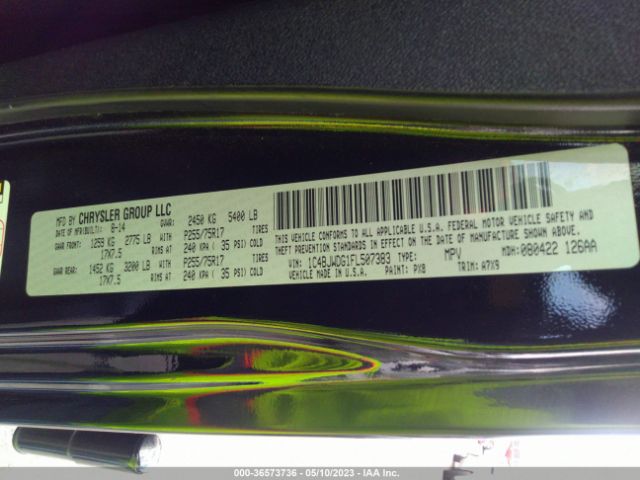 MFD BY CHRYSLER GROUP LLC
DATE OF MFR(BUILT): 8-14 GVWR: 2450 KG 5400 LB
GAWR FRONT: 1259 KG 2775 LB WITH P255/75R17 TIRES
17X7.5 RIMS AT 240 KPA ( 35 PSI) COLD
GAWR REAR: 1452 KG 3200 LB WITH P255/75R17 TIRES
17X7.5 RIMS AT 240 KPA ( 35 PSI) COLD
THIS VEHICLE CONFORMS TO ALL APPLICABLE U.S.A. FEDERAL MOTOR VEHICLE SAFETY, BUMPER AND
THEFT PREVENTION STANDARDS IN EFFECT ON THE DATE OF MANUFACTURE SHOWN ABOVE.
VIN: 1C4BJWDG1FL507383 TYPE: MPV MDH: 080422 126AA
VEHICLE MADE IN U.S.A. PAINT: PX8 TRIM: A7X9
000-36573736 - 05/10/2023 - IAA Inc.